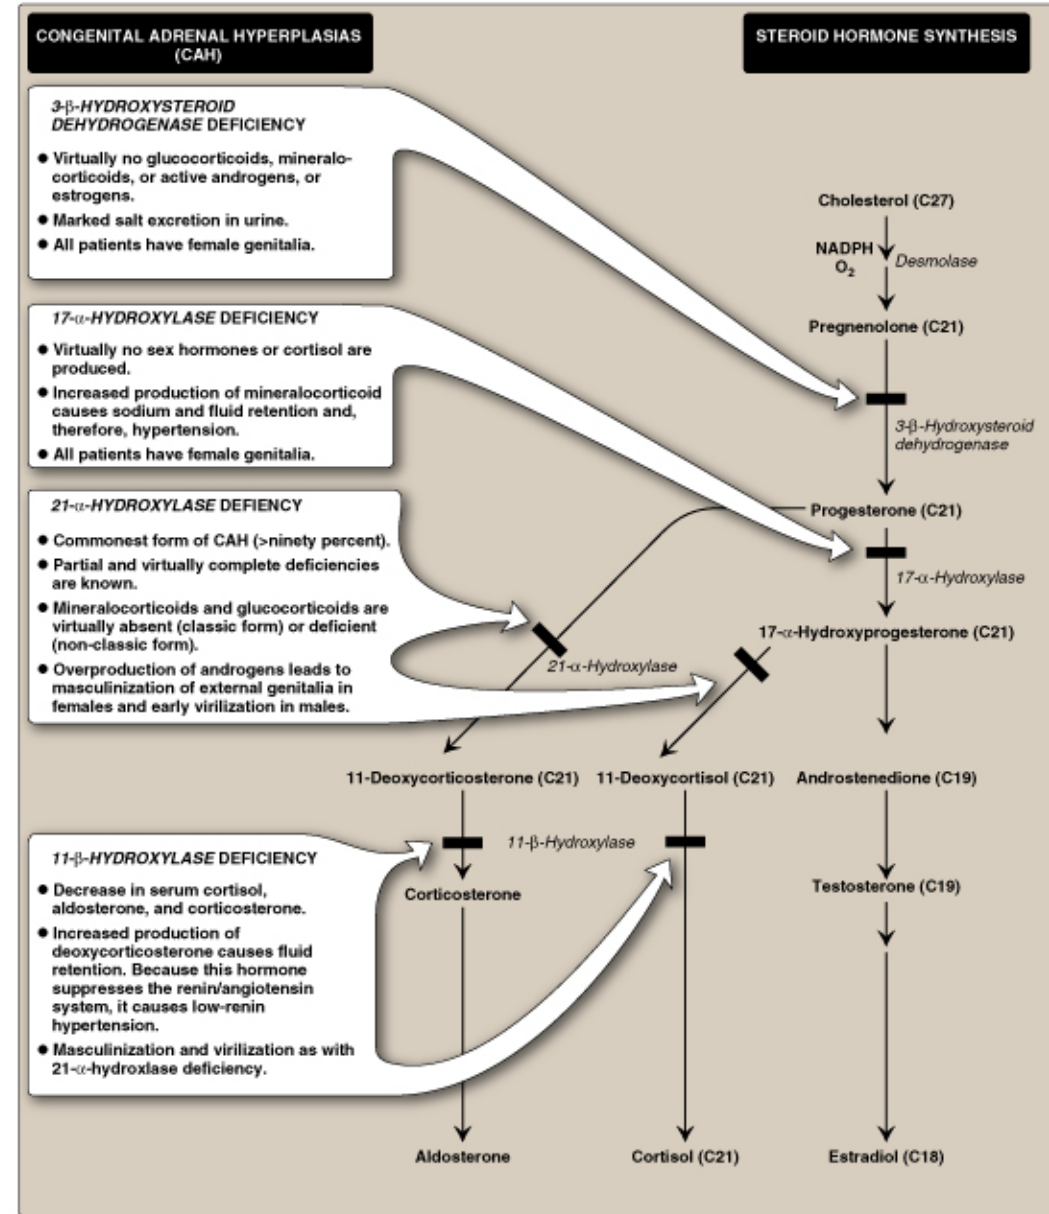 CONGENITAL ADRENAL HYPERPLASIAS
(CAH)
STEROID HORMONE SYNTHESIS
3-β-HYDROXYSTEROID
DEHYDROGENASE DEFICIENCY
● Virtually no glucocorticoids, mineralo-
corticoids, or active androgens, or
estrogens.
● Marked salt excretion in urine.
● All patients have female genitalia.
17-α-HYDROXYLASE DEFICIENCY
● Virtually no sex hormones or cortisol are
produced.
● Increased production of mineralocorticoid
causes sodium and fluid retention and,
therefore, hypertension.
● All patients have female genitalia.
21-α-HYDROXYLASE DEFIENCY
● Commonest form of CAH (>ninety percent).
● Partial and virtually complete deficiencies
are known.
● Mineralocorticoids and glucocorticoids are
virtually absent (classic form) or deficient
(non-classic form).
● Overproduction of androgens leads to
masculinization of external genitalia in
females and early virilization in males.
11-β-HYDROXYLASE DEFICIENCY
● Decrease in serum cortisol,
aldosterone, and corticosterone.
● Increased production of
deoxycorticosterone causes fluid
retention. Because this hormone
suppresses the renin/angiotensin
system, it causes low-renin
hypertension.
● Masculinization and virilization as with
21-α-hydroxlase deficiency.
Cholesterol (C27)
NADPH
O2
Desmolase
Pregnenolone (C21)
3-β-Hydroxysteroid
dehydrogenase
Progesterone (C21)
17-α-Hydroxylase
17-α-Hydroxyprogesterone (C21)
21-α-Hydroxylase
11-Deoxycorticosterone (C21)
11-Deoxycortisol (C21)
Androstenedione (C19)
11-β-Hydroxylase
Corticosterone
Testosterone (C19)
Aldosterone
Cortisol (C21)
Estradiol (C18)